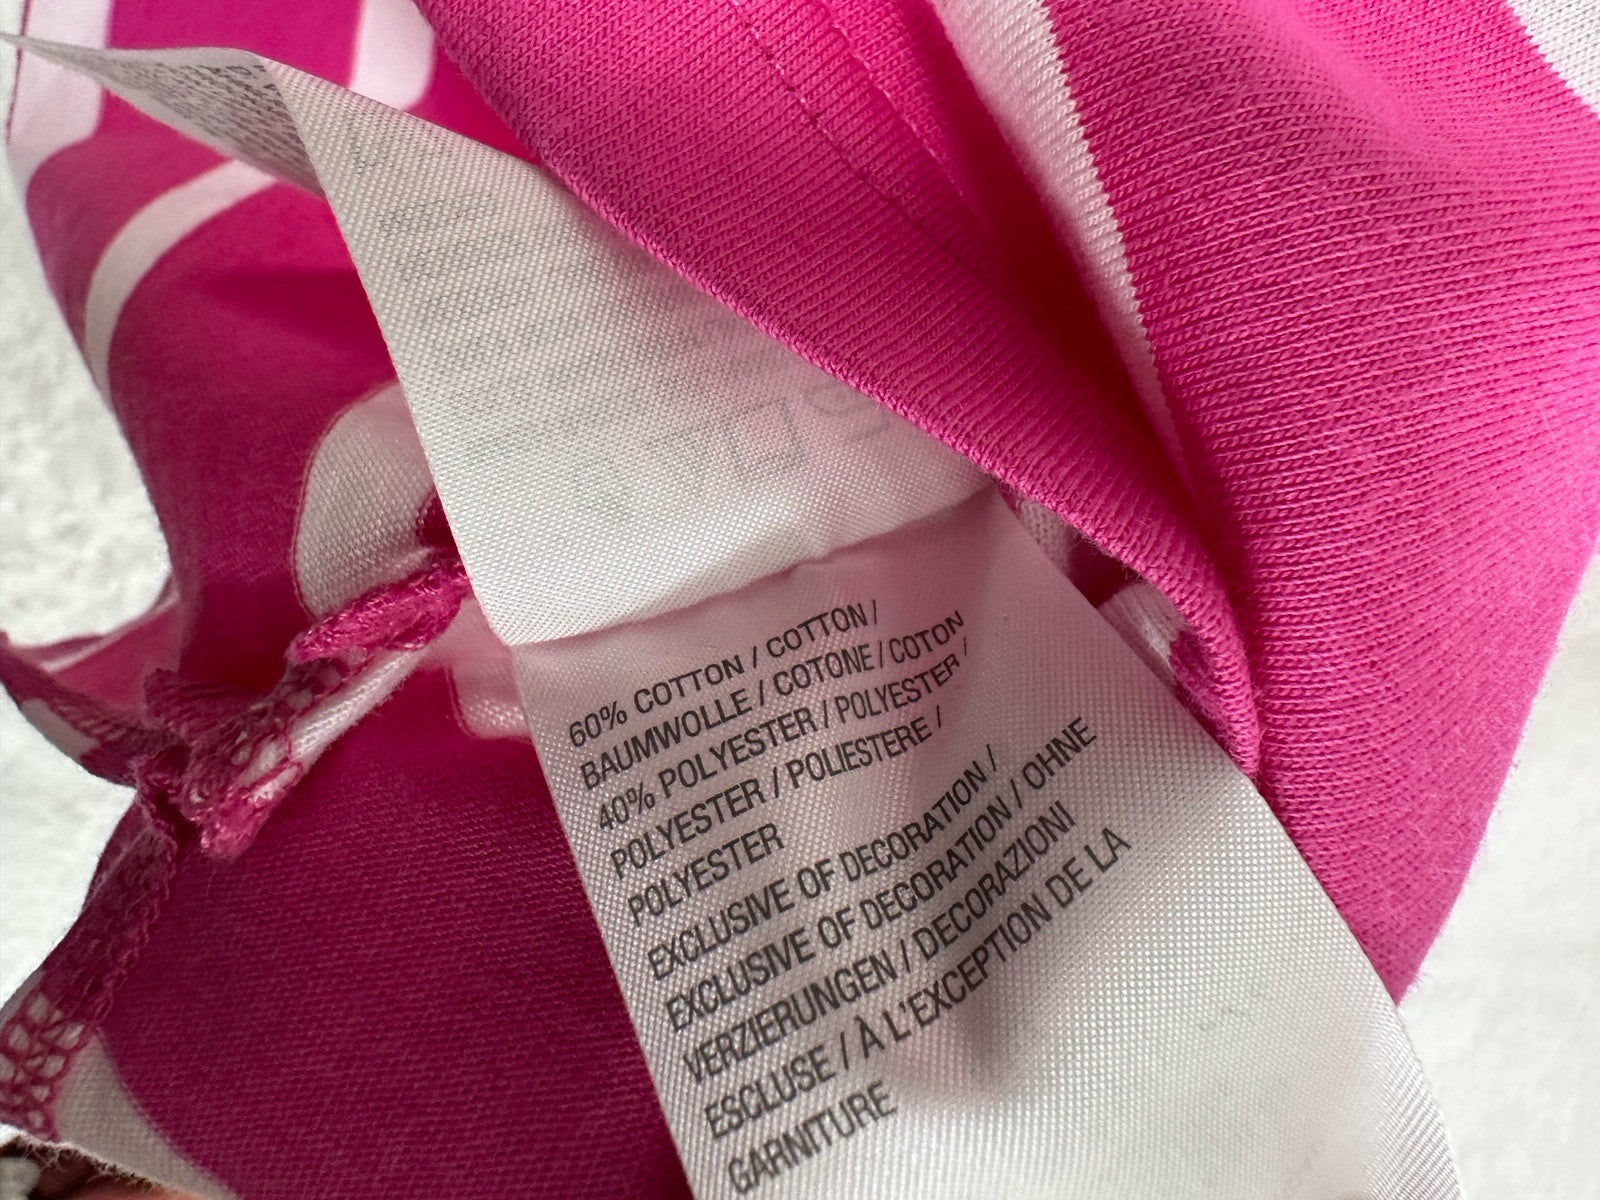 60% COTTON / COTTON /
BAUMWOLLE / COTONE / COTON
40% POLYESTER / POLYESTER /
POLYESTER / POLIESTERE /
POLYESTER
EXCLUSIVE OF DECORATION /
EXCLUSIVE OF DECORATION / OHNE
VERZIERUNGEN / DECORAZIONI
ESCLUSE / À L'EXCEPTION DE LA
GARNITURE